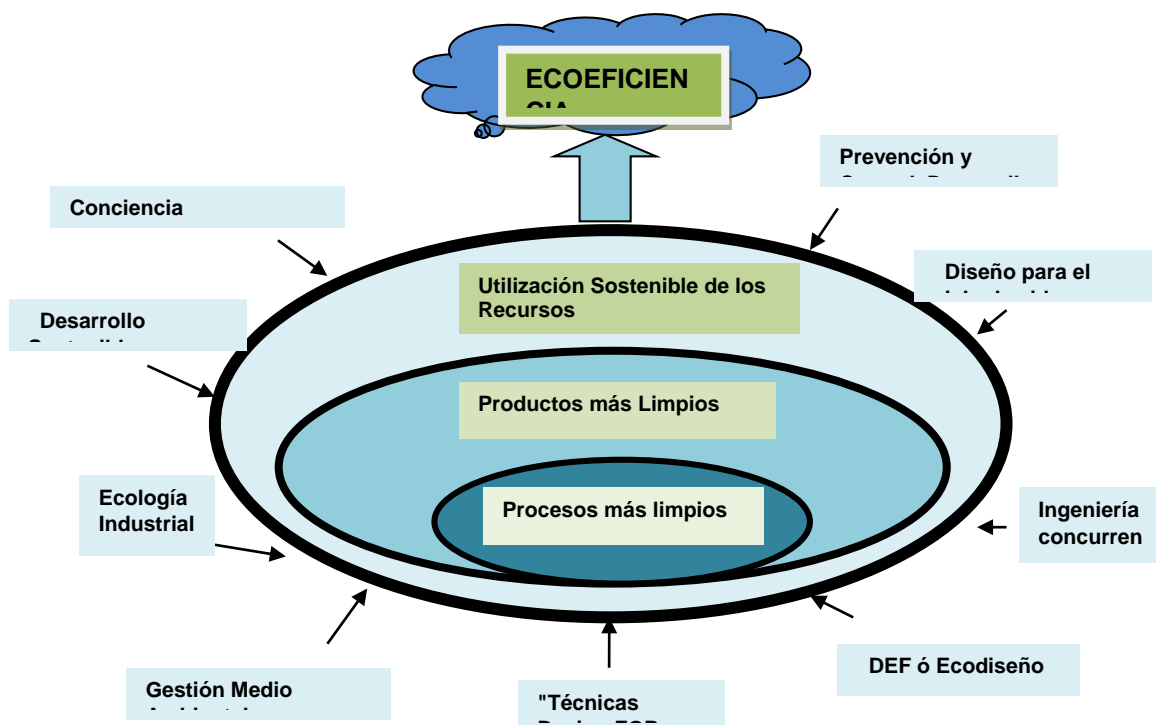 ECOEFICIEN
Prevención y
Conciencia
Utilización Sostenible de los
Recursos
Diseño para el
Desarrollo
Productos más Limpios
Ecología
Industrial
Procesos más limpios
Ingeniería
concurren
DEF ó Ecodiseño
Gestión Medio
"Técnicas